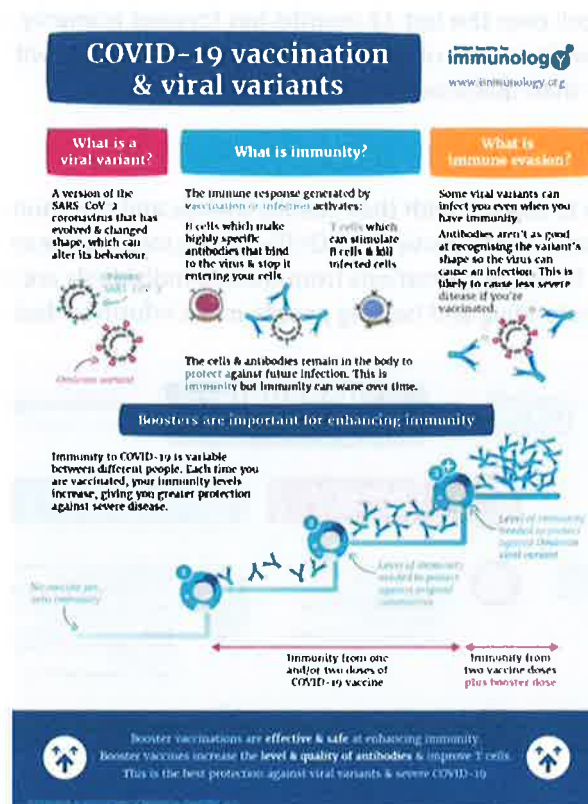 COVID-19 vaccination
& viral variants
immunology
www.immunology.org
What is a
viral variant?
What is immunity?
What is
immune evasion?
A version of the
SARS-CoV-2
coronavirus that has
evolved & changed
shape, which can
alter its behaviour.
The immune response generated by
vaccination or infection activates:
B cells which make
highly specific
antibodies that bind
to the virus & stop it
entering your cells
T cells which
can stimulate
B cells & kill
infected cells
Some viral variants can
infect you even when you
have immunity.
Antibodies aren't as good
at recognising the variant's
shape so the virus can
cause an infection. This is
likely to cause less severe
disease if you're
vaccinated.
Omicron variant
The cells & antibodies remain in the body to
protect against future infection. This is
immunity but immunity can wane over time.
Boosters are important for enhancing immunity
Immunity to COVID-19 is variable
between different people. Each time you
are vaccinated, your immunity levels
increase, giving you greater protection
against severe disease.
Level of immunity
needed to protect
against Omicron
viral variant
Level of immunity
needed to protect
against original
coronavirus
zero immunity
Immunity from one
and/or two doses of
COVID-19 vaccine
Immunity from
two vaccine doses
plus booster dose
Booster vaccinations are effective & safe at enhancing immunity.
Booster vaccines increase the level & quality of antibodies & improve T cells.
This is the best protection against viral variants & severe COVID-19